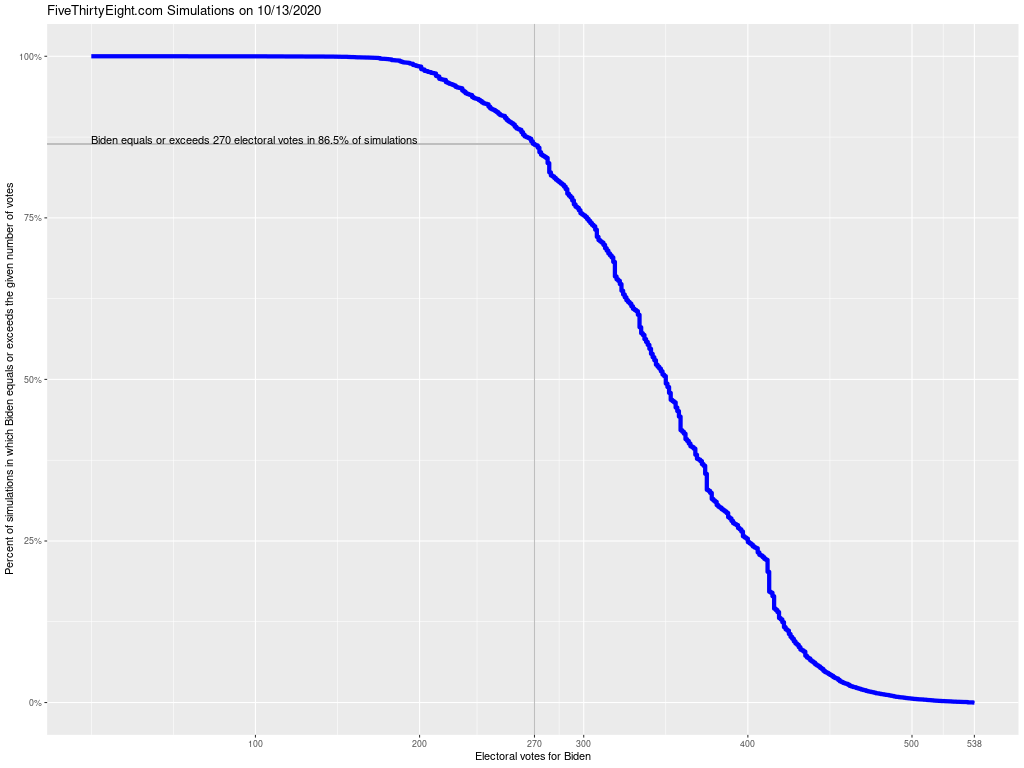 FiveThirtyEight.com Simulations on 10/13/2020
Percent of simulations in which Biden equals or exceeds the given number of votes
100%
Biden equals or exceeds 270 electoral votes in 86.5% of simulations
75%
50%
25%
0%
100 200 270 300 400 500 538
Electoral votes for Biden